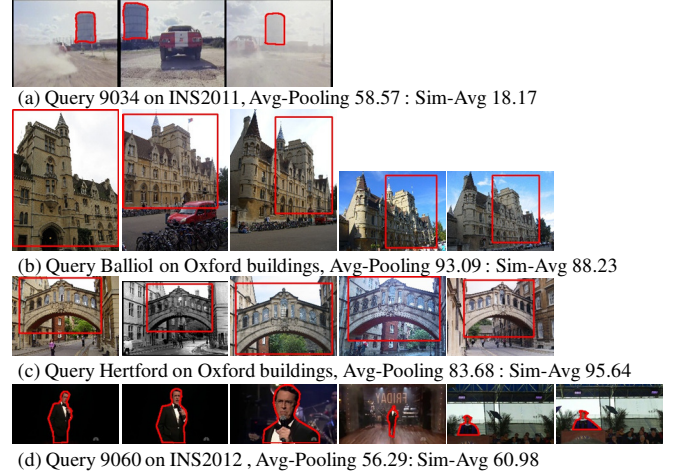 (a) Query 9034 on INS2011, Avg-Pooling 58.57 : Sim-Avg 18.17
(b) Query Balliol on Oxford buildings, Avg-Pooling 93.09 : Sim-Avg 88.23
(c) Query Hertford on Oxford buildings, Avg-Pooling 83.68 : Sim-Avg 95.64
FRIDAY
(d) Query 9060 on INS2012 , Avg-Pooling 56.29: Sim-Avg 60.98